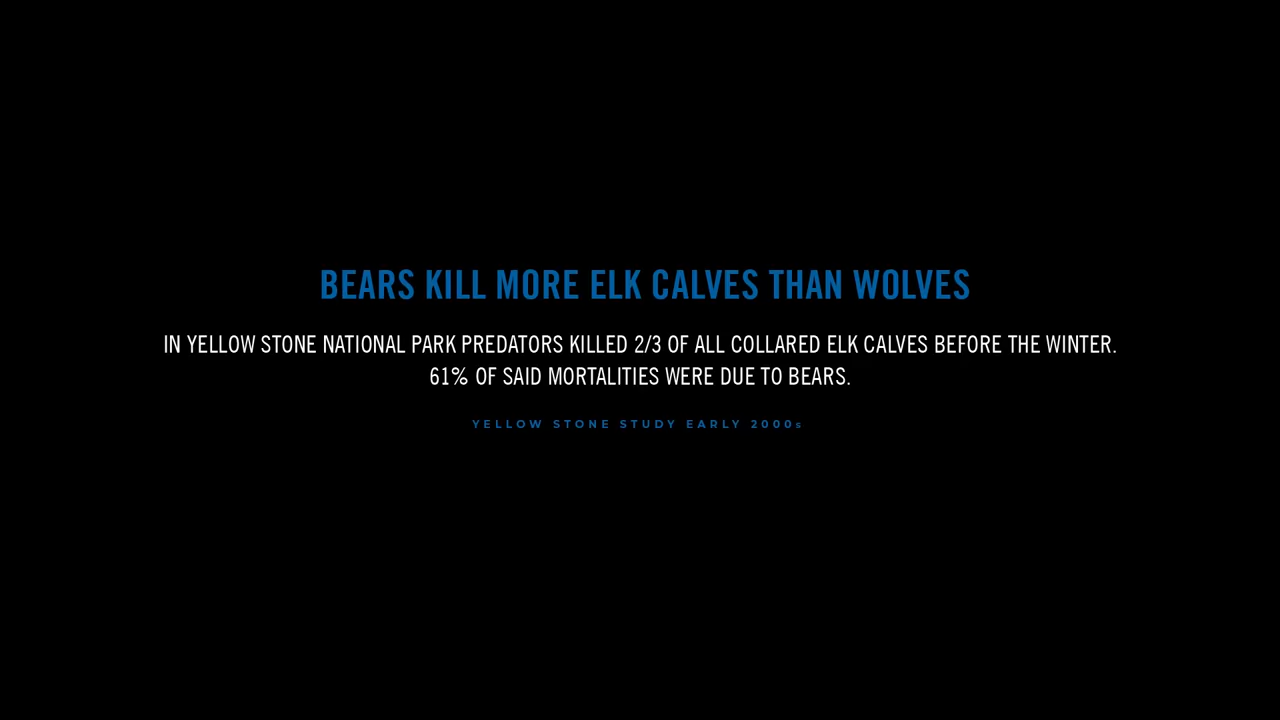 BEARS KILL MORE ELK CALVES THAN WOLVES
IN YELLOW STONE NATIONAL PARK PREDATORS KILLED 2/3 OF ALL COLLARED ELK CALVES BEFORE THE WINTER.
61% OF SAID MORTALITIES WERE DUE TO BEARS.
YELLOW STONE STUDY EARLY 2000s